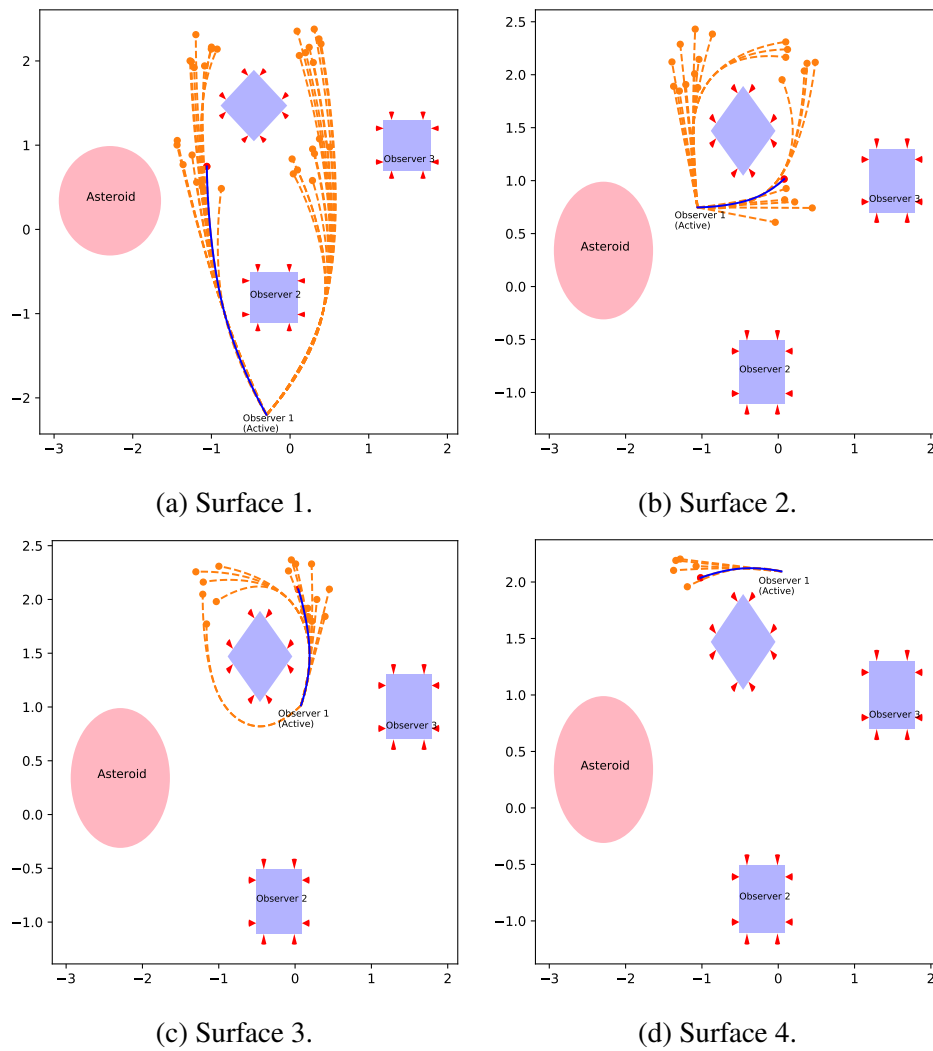 2
1
0
−1
−2
Asteroid
Observer 3
Observer 2
Observer 1
(Active)
−3
−2
−1
0
1
2
(a) Surface 1.
2.5
2.0
1.5
1.0
0.5
0.0
−0.5
−1.0
Observer 3
Observer 1
(Active)
Asteroid
Observer 2
−3
−2
−1
0
1
2
(b) Surface 2.
2.5
2.0
1.5
1.0
0.5
0.0
−0.5
−1.0
Observer 1
(Active)
Observer 3
Asteroid
Observer 2
−3
−2
−1
0
1
2
(c) Surface 3.
2.0
1.5
1.0
0.5
0.0
−0.5
−1.0
Observer 1
(Active)
Observer 3
Asteroid
Observer 2
−3
−2
−1
0
1
2
(d) Surface 4.